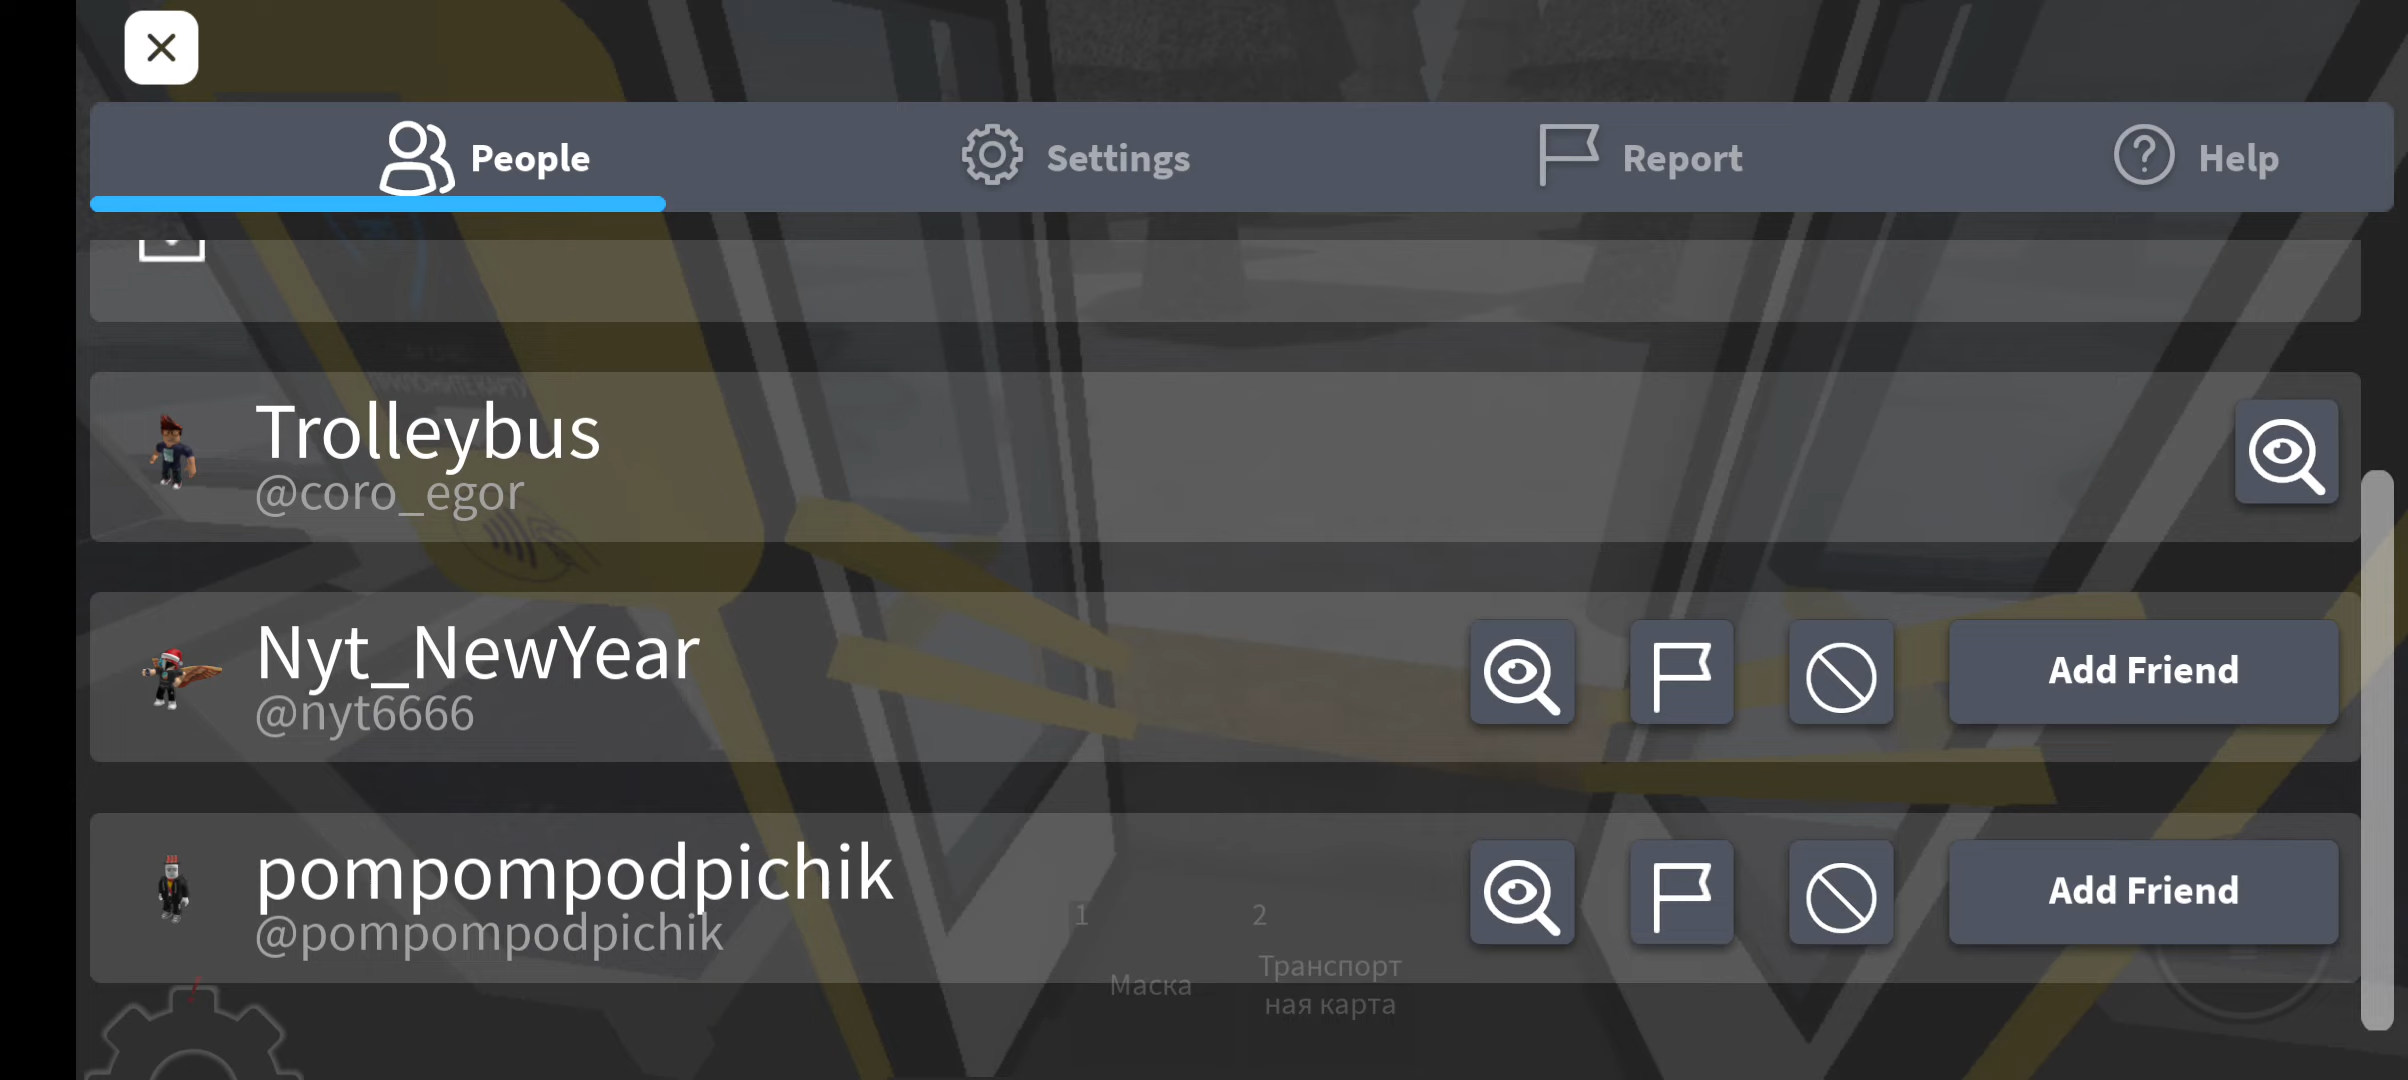 People
Settings
Report
Help
Trolleybus
@coro_egor
Nyt_NewYear
@nyt6666
Add Friend
pompompodpichik
@pompompodpichik
Add Friend
1
2
Маска
Транспорт
ная карта